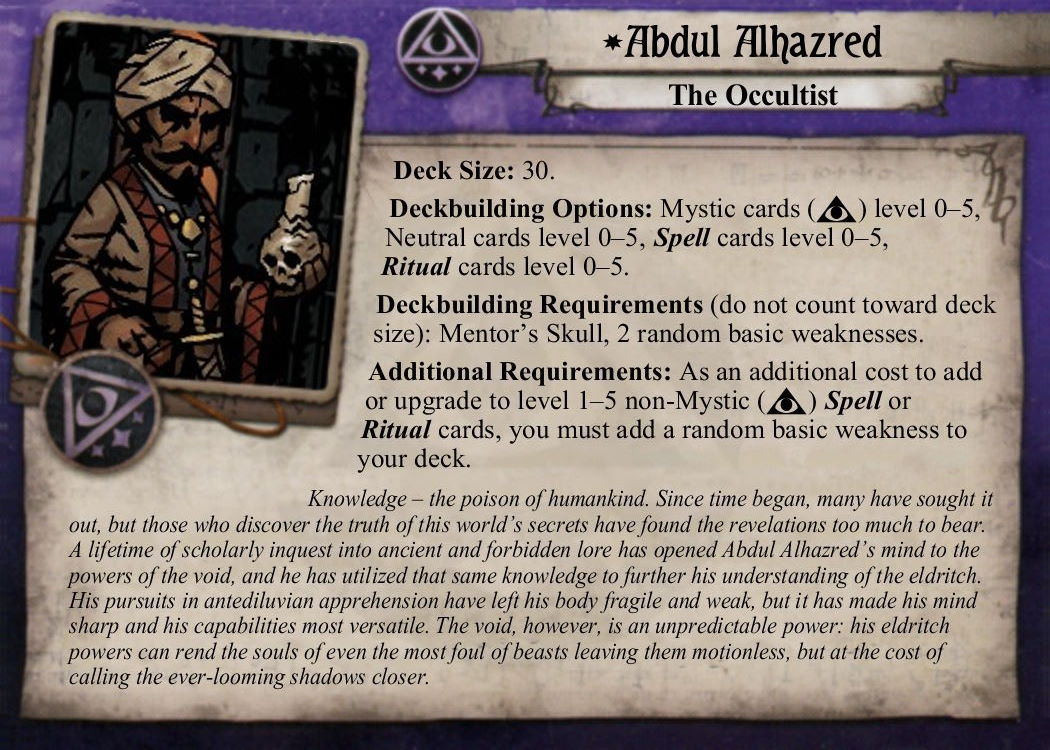 Abdul Alhazred
The Occultist
Deck Size: 30.
Deckbuilding Options: Mystic cards ( ) level 0–5,
Neutral cards level 0–5, Spell cards level 0–5,
Ritual cards level 0–5.
Deckbuilding Requirements (do not count toward deck
size): Mentor’s Skull, 2 random basic weaknesses.
Additional Requirements: As an additional cost to add
or upgrade to level 1–5 non-Mystic ( ) Spell or
Ritual cards, you must add a random basic weakness to
your deck.
Knowledge – the poison of humankind. Since time began, many have sought it
out, but those who discover the truth of this world’s secrets have found the revelations too much to bear.
A lifetime of scholarly inquest into ancient and forbidden lore has opened Abdul Alhazred’s mind to the
powers of the void, and he has utilized that same knowledge to further his understanding of the eldritch.
His pursuits in antediluvian apprehension have left his body fragile and weak, but it has made his mind
sharp and his capabilities most versatile. The void, however, is an unpredictable power: his eldritch
powers can rend the souls of even the most foul of beasts leaving them motionless, but at the cost of
calling the ever-looming shadows closer.